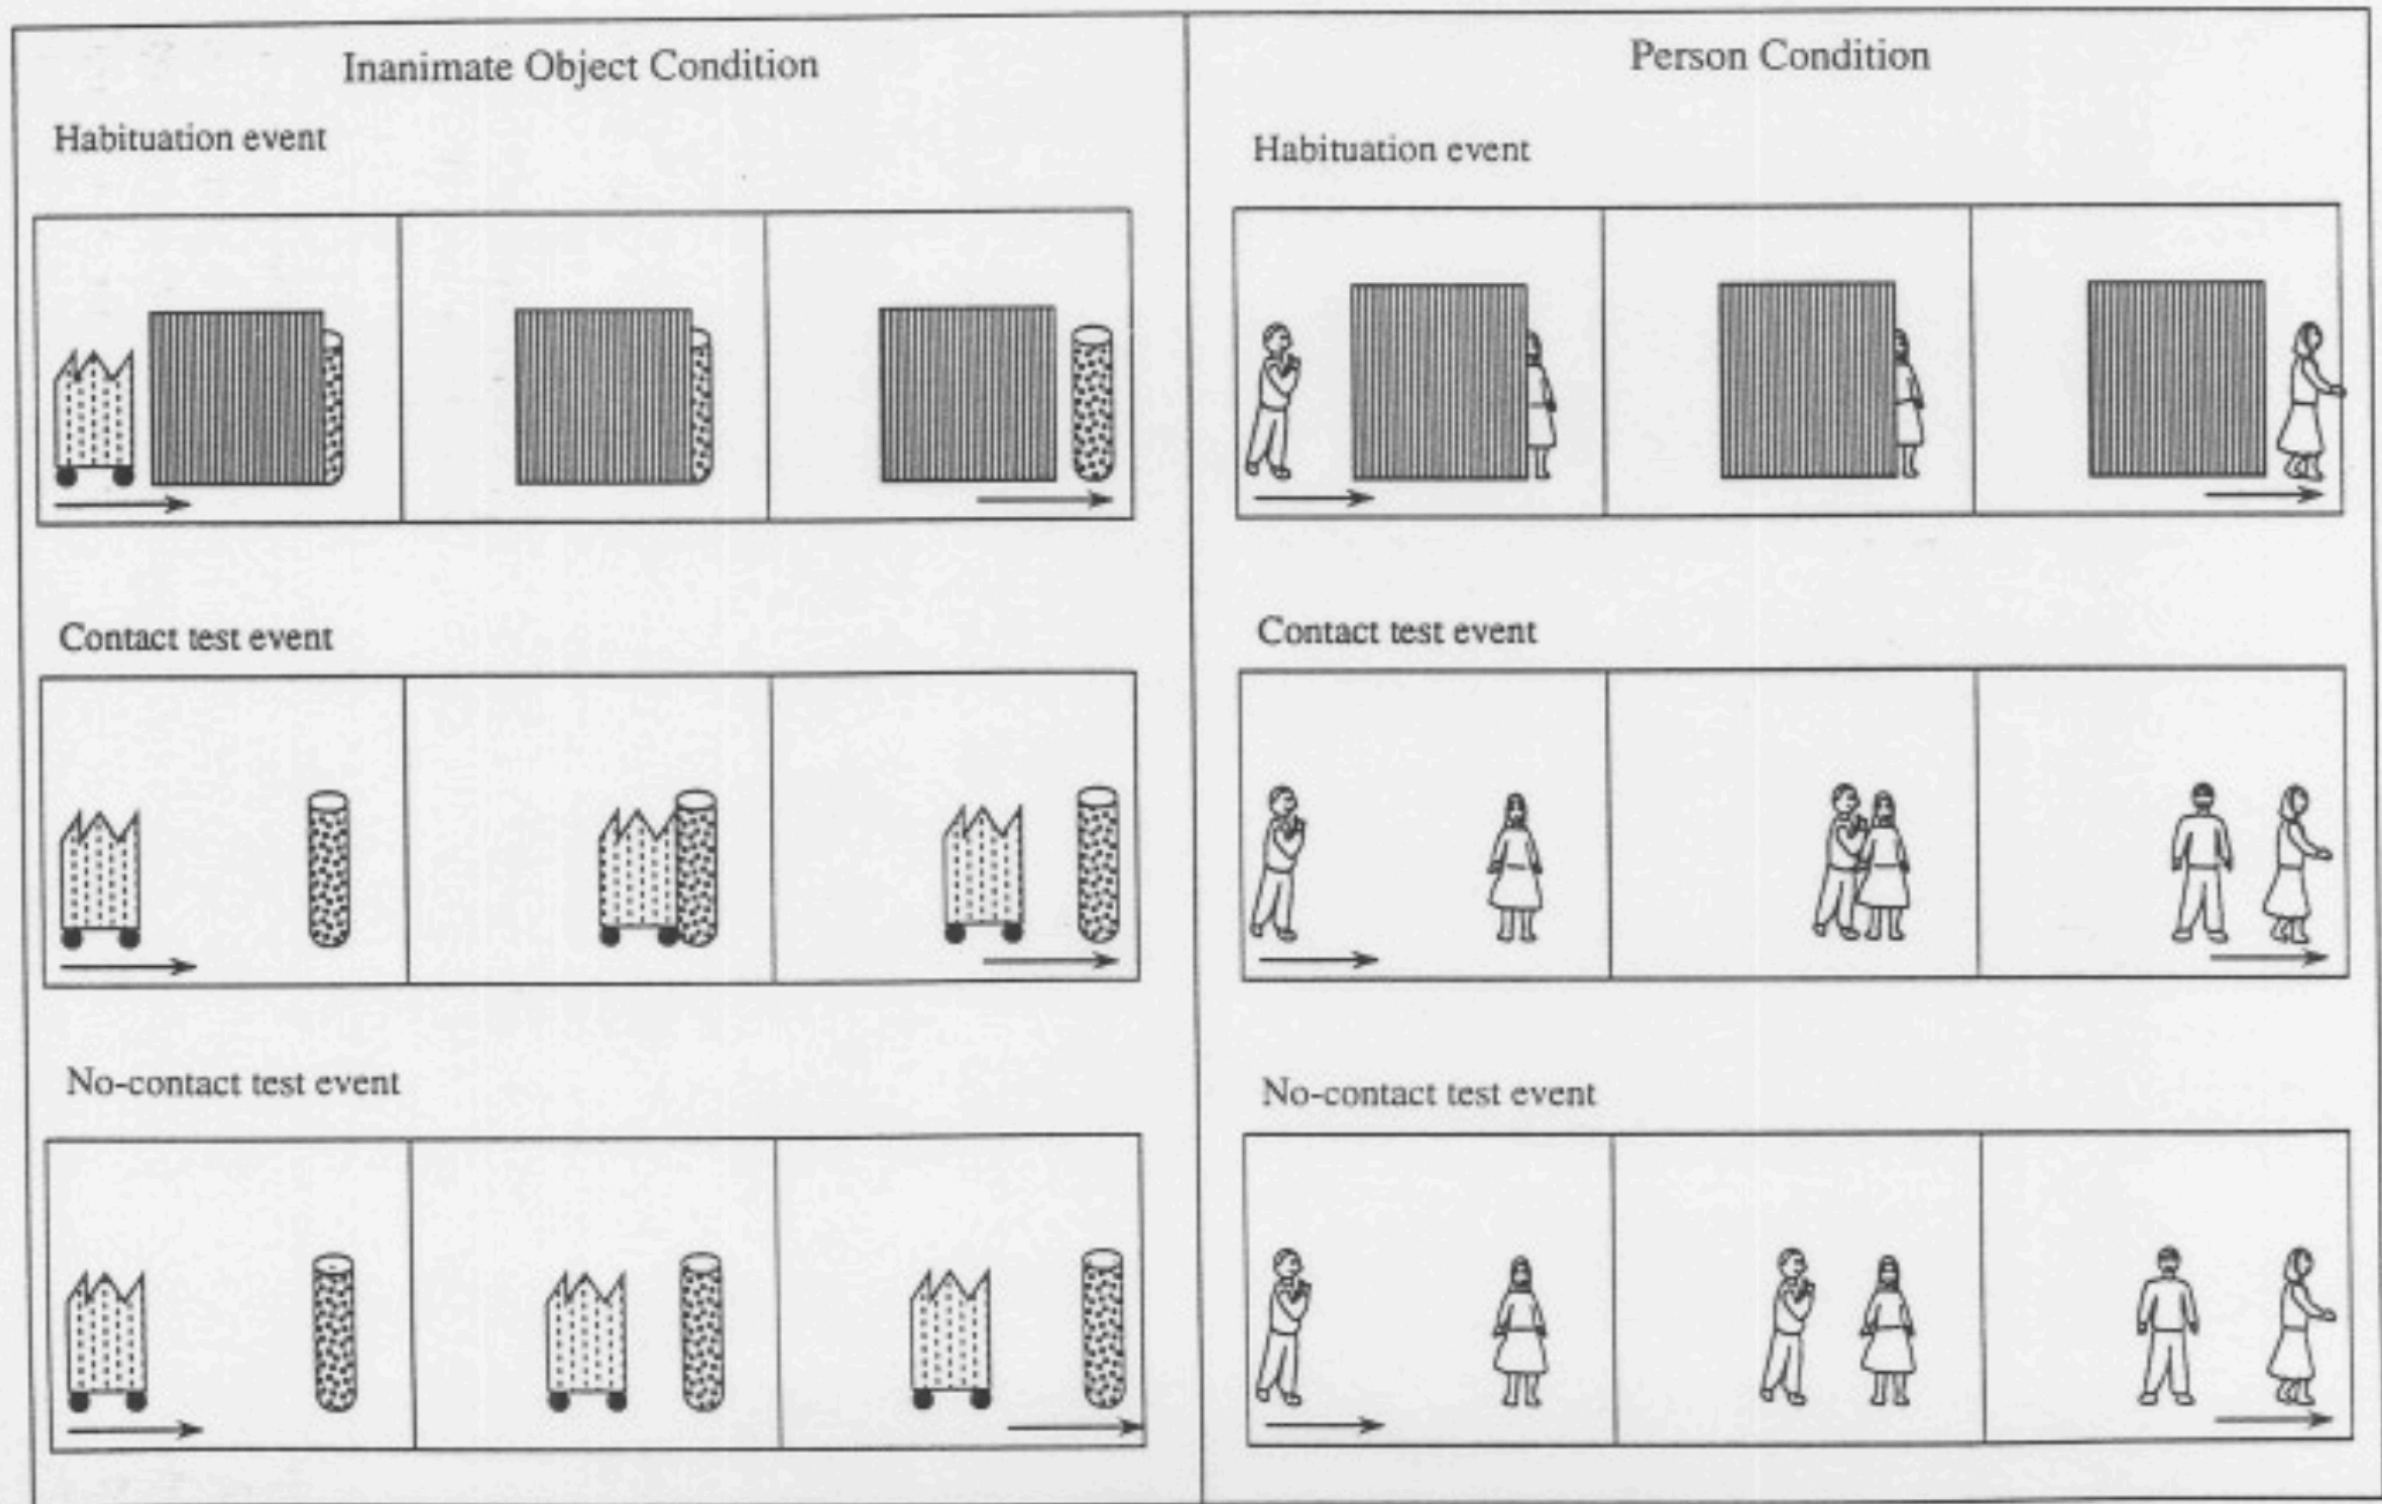 Inanimate Object Condition
Habituation event
Contact test event
No-contact test event
Person Condition
Habituation event
Contact test event
No-contact test event